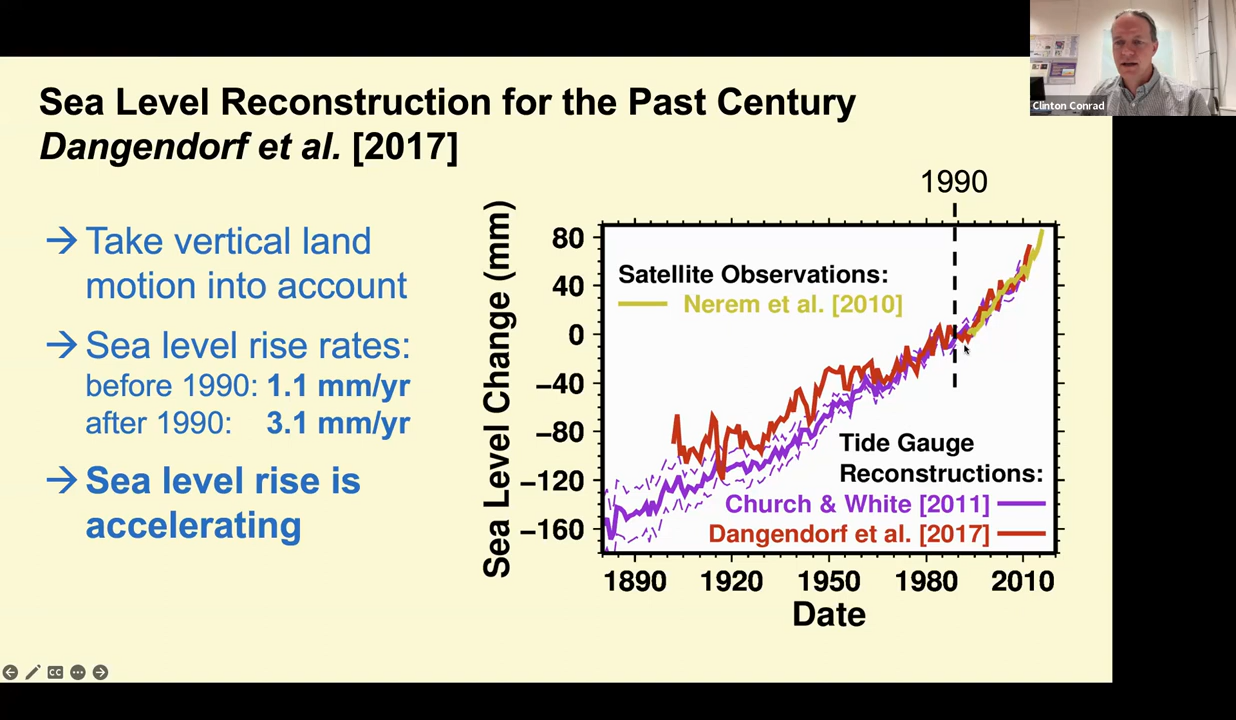 Clinton Conrad
Sea Level Reconstruction for the Past Century
Dangendorf et al. [2017]
→ Take vertical land
motion into account
→ Sea level rise rates:
before 1990: 1.1 mm/yr
after 1990: 3.1 mm/yr
→ Sea level rise is
accelerating
1990
Sea Level Change (mm)
80
40
0
−40
−80
−120
−160
Satellite Observations:
Nerem et al. [2010]
Tide Gauge
Reconstructions:
Church & White [2011]
Dangendorf et al. [2017]
1890 1920 1950 1980 2010
Date
CC